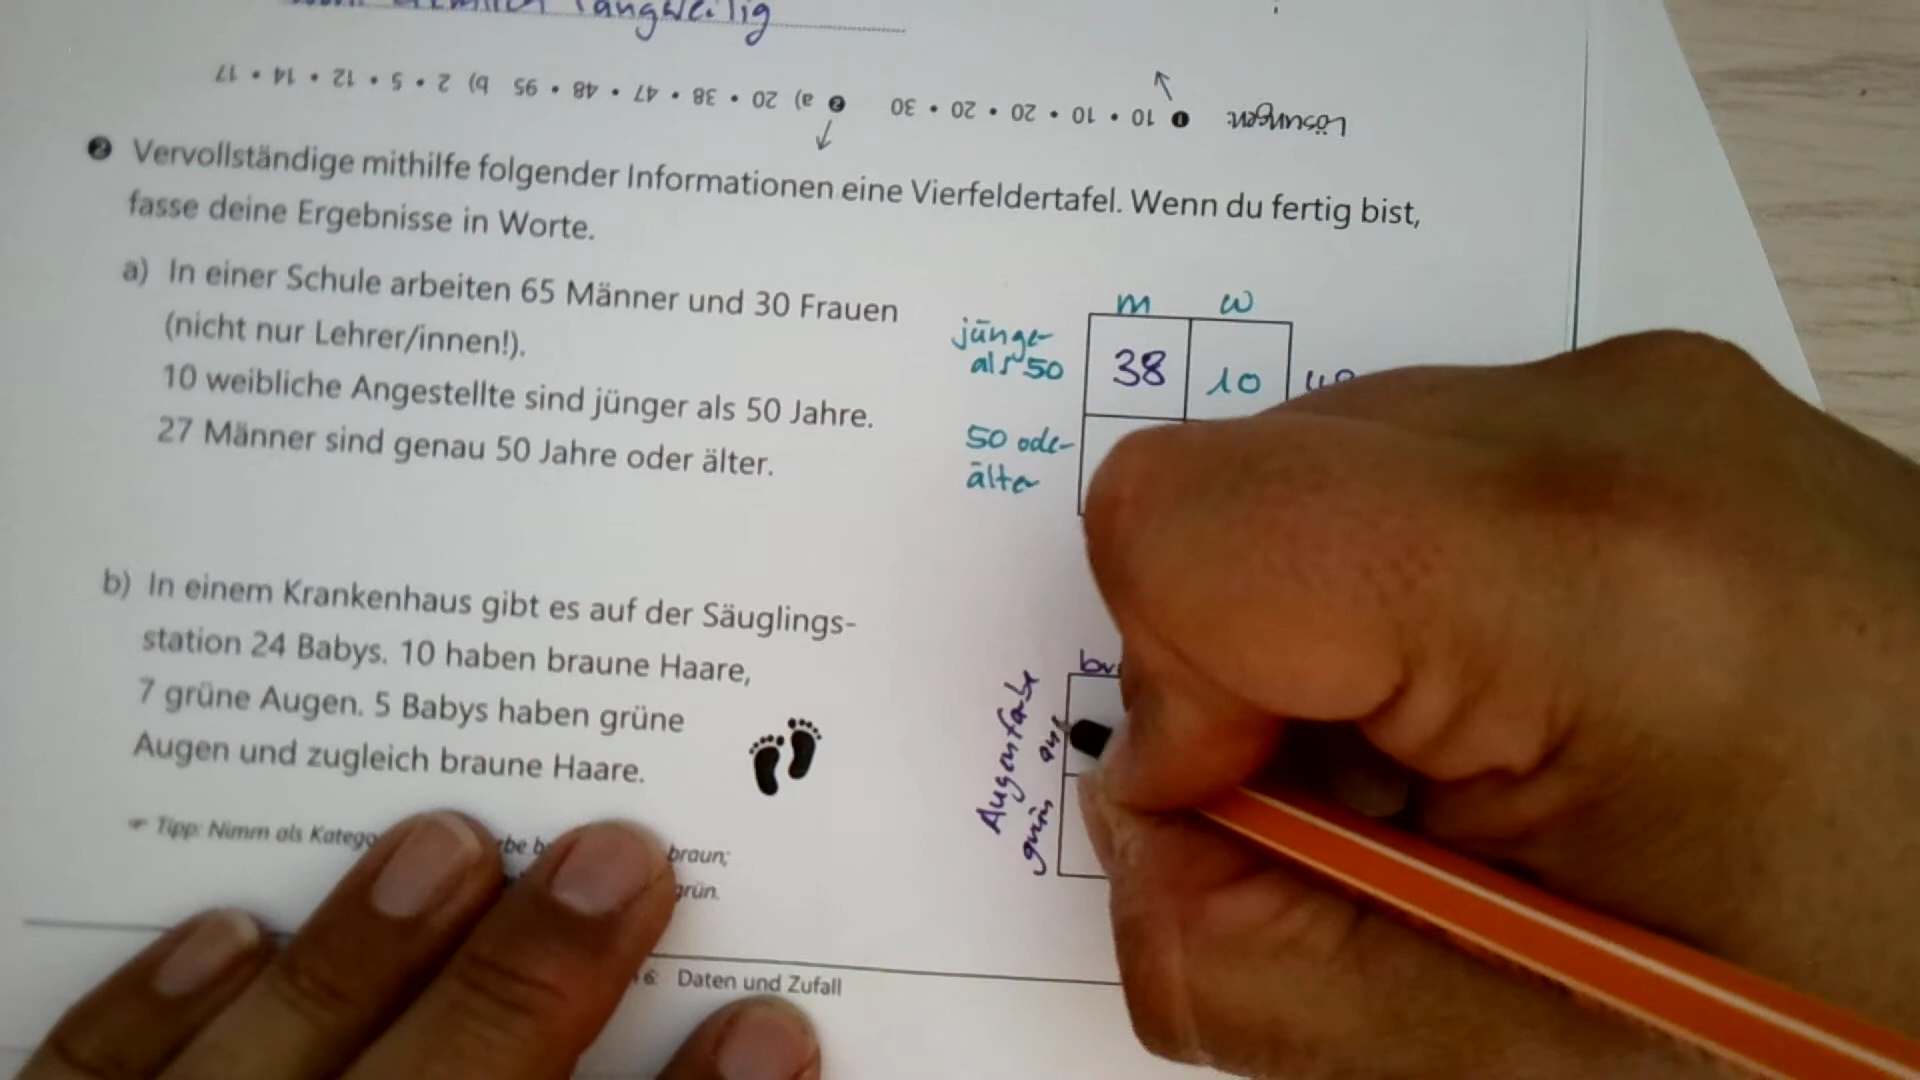 langweilig
Lösungen: ❶ 10 • 10 • 20 • 20 • 30 ❷ a) 20 • 38 • 47 • 48 • 95 b) 2 • 5 • 12 • 14 • 17
❷ Vervollständige mithilfe folgender Informationen eine Vierfeldertafel. Wenn du fertig bist,
fasse deine Ergebnisse in Worte.
a) In einer Schule arbeiten 65 Männer und 30 Frauen
(nicht nur Lehrer/innen!).
10 weibliche Angestellte sind jünger als 50 Jahre.
27 Männer sind genau 50 Jahre oder älter.
m w
jünger
als 50 38 10
50 oder
älter
b) In einem Krankenhaus gibt es auf der Säuglings-
station 24 Babys. 10 haben braune Haare,
7 grüne Augen. 5 Babys haben grüne
Augen und zugleich braune Haare.
☞ Tipp: Nimm als
braun;
grün.
Augenfarbe
grün
6 Daten und Zufall